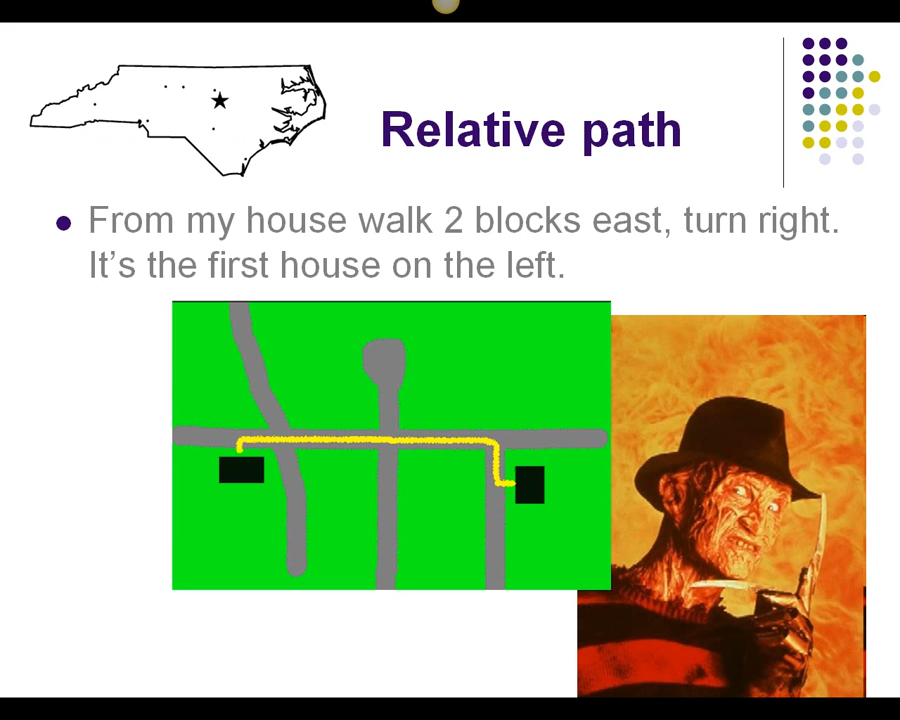 Relative path
From my house walk 2 blocks east, turn right.
It’s the first house on the left.